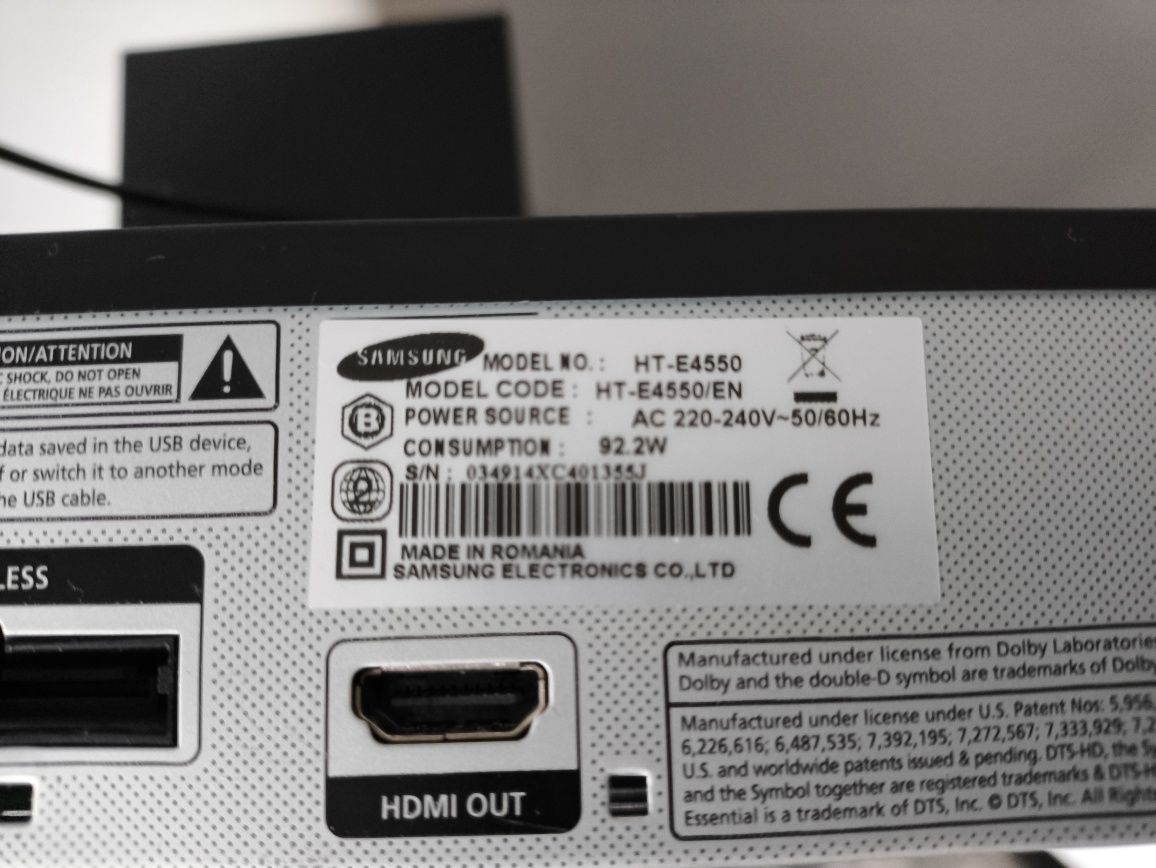 ON/ATTENTION
SHOCK, DO NOT OPEN
ÉLECTRIQUE NE PAS OUVRIR
data saved in the USB device,
f or switch it to another mode
he USB cable.
LESS
SAMSUNG MODEL NO. : HT-E4550
MODEL CODE : HT-E4550/EN
POWER SOURCE : AC 220-240V~50/60Hz
B
CONSUMPTION : 92.2W
S/N : 034914XC401355J
2
CE
MADE IN ROMANIA
SAMSUNG ELECTRONICS CO.,LTD
HDMI OUT
Manufactured under license from Dolby Laboratories
Dolby and the double-D symbol are trademarks of Dolby
Manufactured under license under U.S. Patent Nos: 5,956,
6,226,616; 6,487,535; 7,392,195; 7,272,567; 7,333,929; 7,2
U.S. and worldwide patents issued & pending. DTS-HD, the Sy
and the Symbol together are registered trademarks & DTS-H
Essential is a trademark of DTS, Inc. © DTS, Inc. All Rights